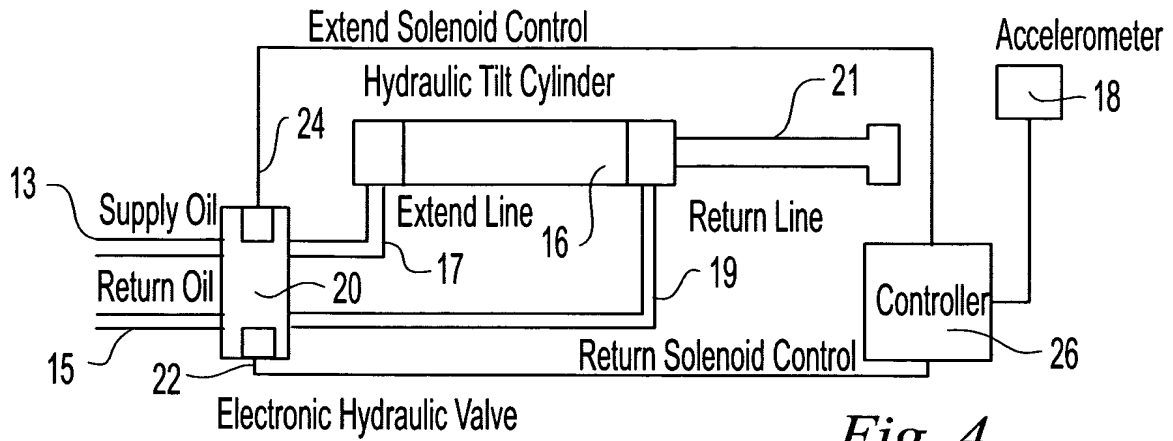 Extend Solenoid Control
Accelerometer
Hydraulic Tilt Cylinder
21
18
24
13
Supply Oil
Extend Line
16
Return Line
17
Return Oil
20
19
Controller
15
22
Return Solenoid Control
26
Electronic Hydraulic Valve
Fig. 4